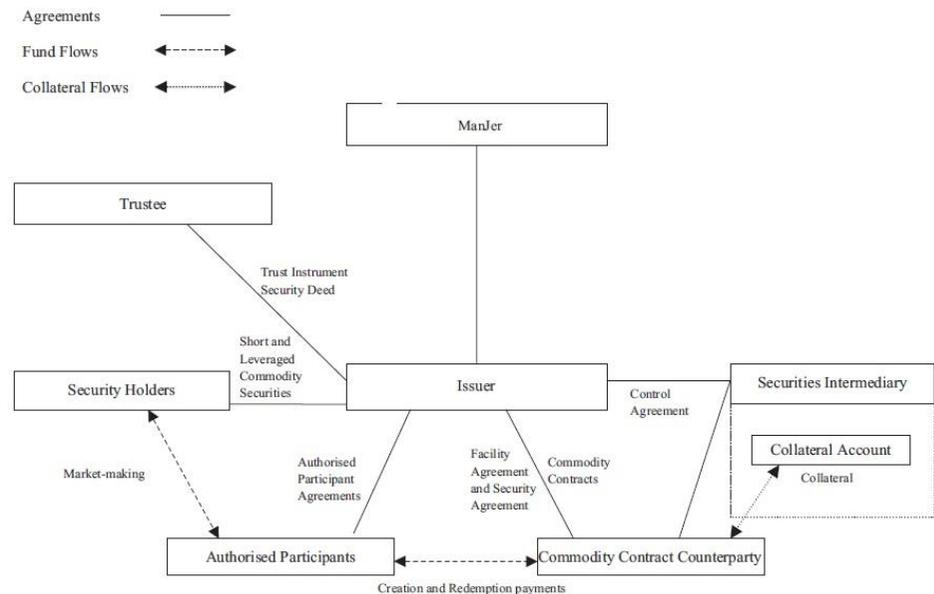 Agreements
Fund Flows
Collateral Flows
ManJer
Trustee
Trust Instrument
Security Deed
Short and
Leveraged
Commodity
Securities
Security Holders
Issuer
Securities Intermediary
Control
Agreement
Collateral Account
Collateral
Market-making
Authorised
Participant
Agreements
Facility
Agreement
and Security
Agreement
Commodity
Contracts
Authorised Participants
Commodity Contract Counterparty
Creation and Redemption payments